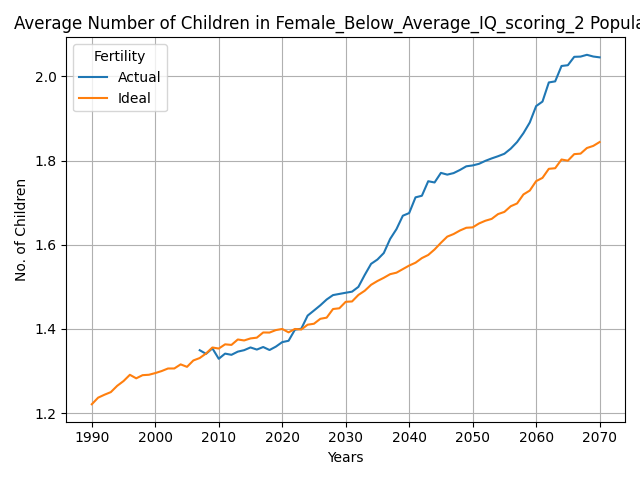 Average Number of Children in Female_Below_Average_IQ_scoring_2 Popula
Fertility
Actual
Ideal
No. of Children
2.0
1.8
1.6
1.4
1.2
1990 2000 2010 2020 2030 2040 2050 2060 2070
Years